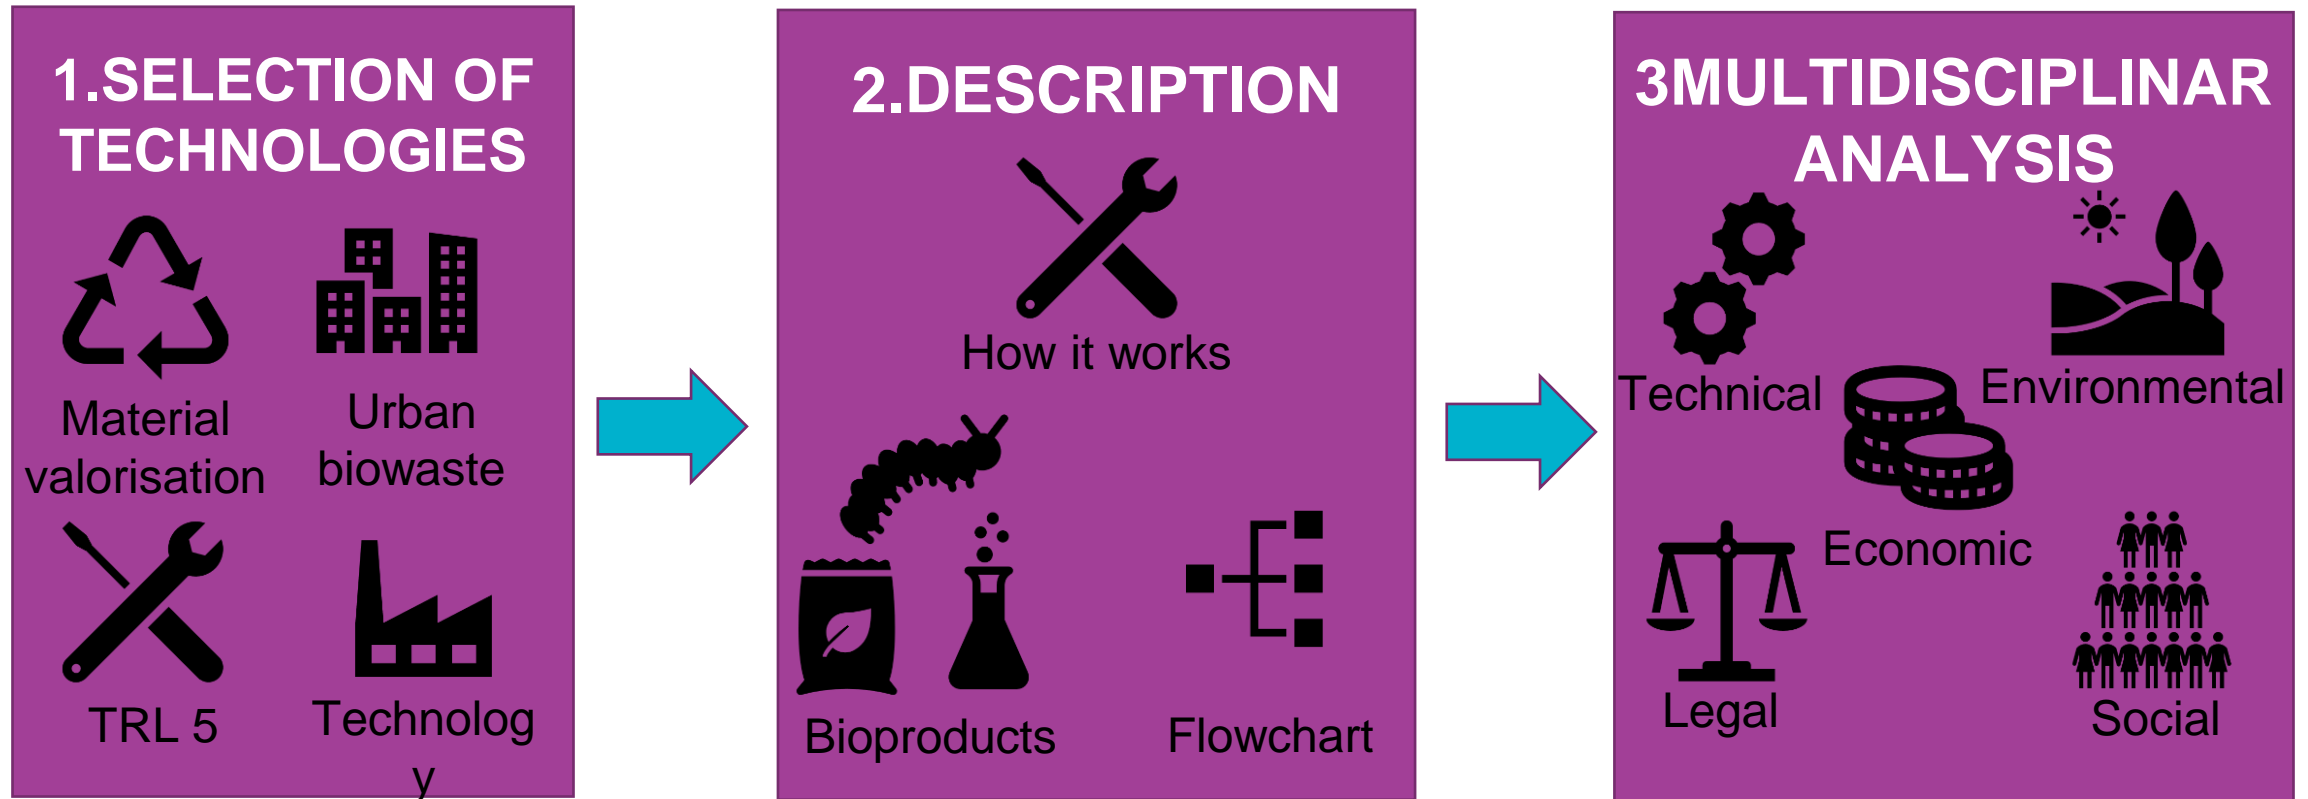 1.SELECTION OF
TECHNOLOGIES
Material
valorisation
Urban
biowaste
TRL 5
Technolog
y
2.DESCRIPTION
How it works
Bioproducts
Flowchart
3MULTIDISCIPLINAR
ANALYSIS
Technical
Environmental
Economic
Legal
Social